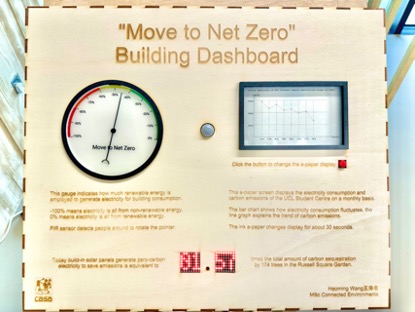 "Move to Net Zero"
Building Dashboard
Move to Net Zero
Click the button to change the e-paper display
This gauge indicates how much renewable energy is
employed to generate electricity for building consumption.
-100% means electricity is all from non-renewable energy.
0% means all is from renewable energy.
PIR sensor detects people around to rotate the pointer.
This e-paper screen displays the electricity consumption and
carbon emissions of the UCL Student Centre on a monthly basis.
The bar chart shows how electricity consumption fluctuates, the
line graph explains the trend of carbon emissions.
The ink e-paper changes display for about 30 seconds.
Today build-in solar panels generate zero-carbon
electricity to save emissions is equivalent to
times the total amount of carbon sequestration
by 174 trees in the Russell Square Garden.
casa
Haoming Wang
MSc Connected Environments